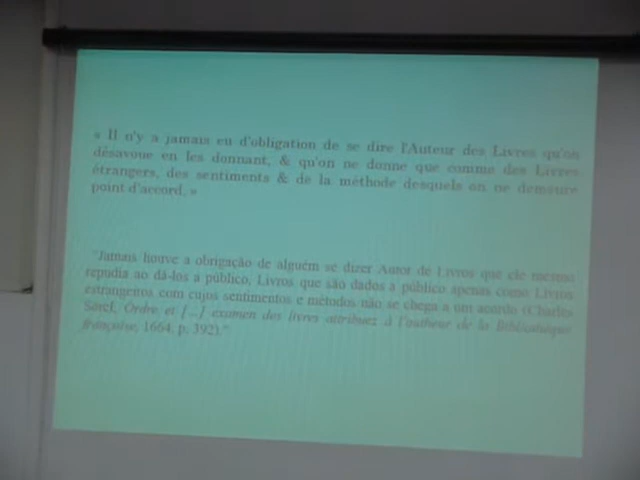 « Il n'y a jamais eu d'obligation de se dire l'Auteur des Livres qu'on
désavoue en les donnant, & qu'on ne donne que comme des Livres
étrangers, des sentiments & de la méthode desquels on ne demeure
point d'accord. »
"Jamais houve a obrigação de alguém se dizer Autor de Livros que ele mesmo
repudia ao dá-los a público, Livros que são dados a público apenas como Livros
estrangeiros com cujos sentimentos e métodos não se chega a um acordo (Charles
Sorel, Ordre et [...] examen des livres attribuez à l'autheur de la Bibliothèque
françoise, 1664, p. 392)."